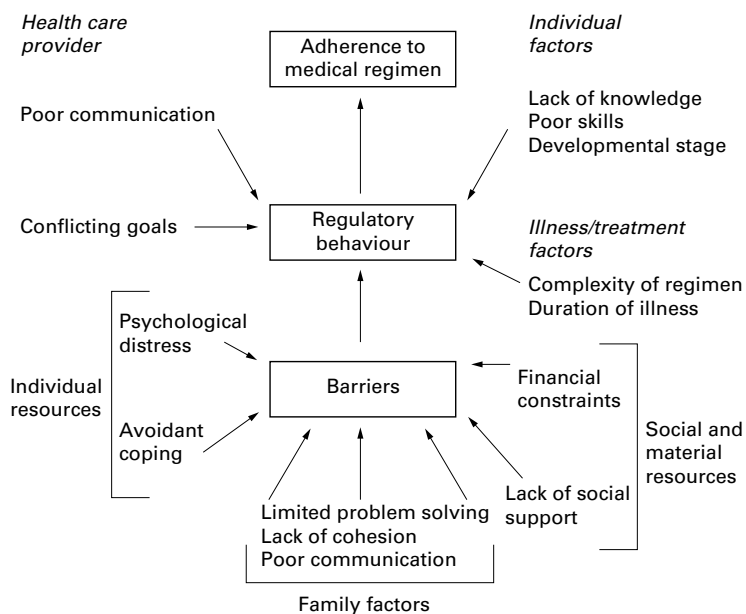 Health care
provider
Adherence to
medical regimen
Individual
factors
Poor communication
Lack of knowledge
Poor skills
Developmental stage
Conflicting goals
Regulatory
behaviour
Illness/treatment
factors
Complexity of regimen
Duration of illness
Individual
resources
Psychological
distress
Avoidant
coping
Barriers
Financial
constraints
Lack of social
support
Social and
material
resources
Limited problem solving
Lack of cohesion
Poor communication
Family factors